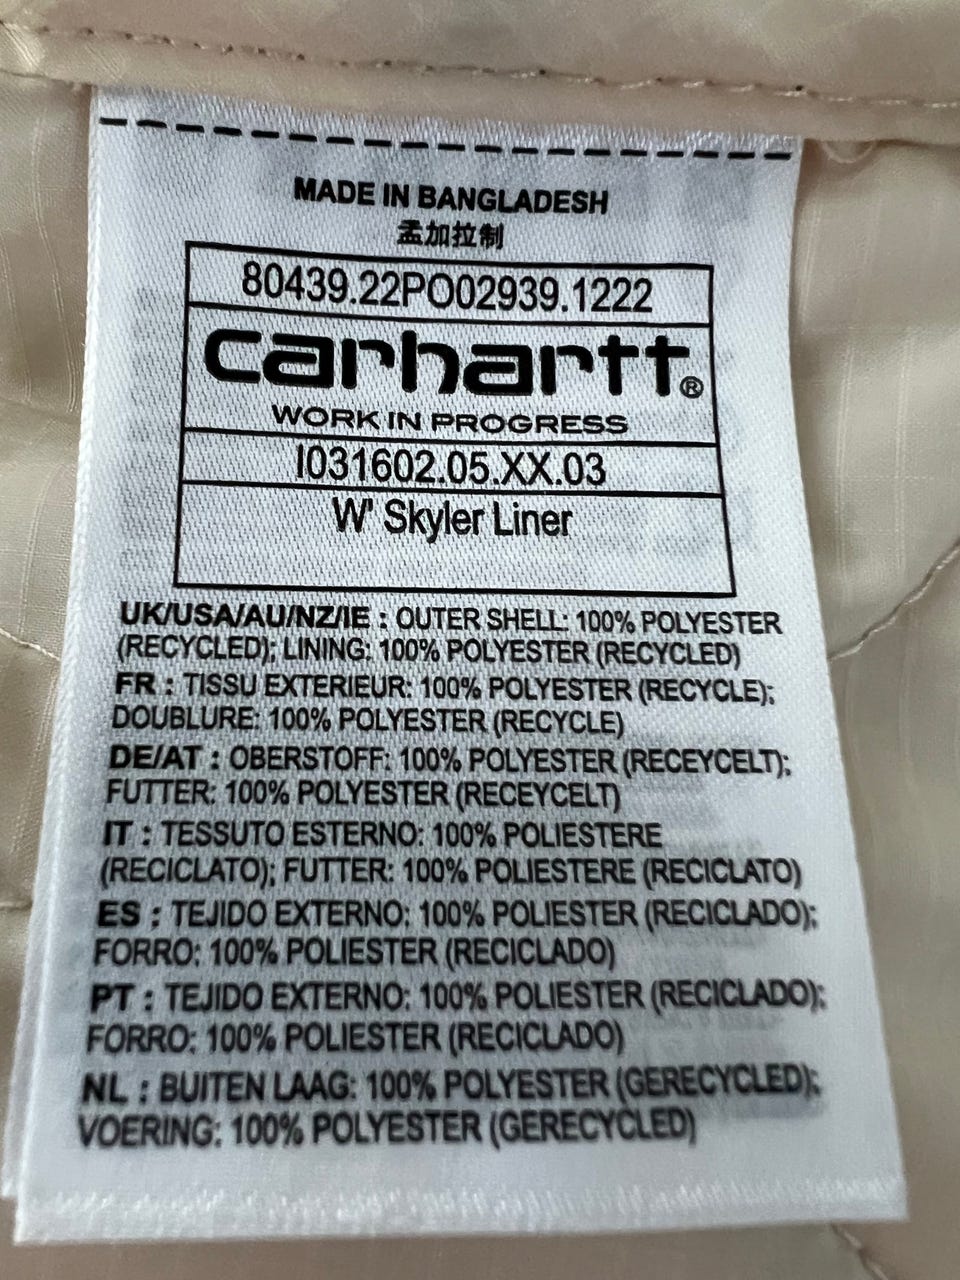 MADE IN BANGLADESH
孟加拉制
80439.22PO02939.1222
carhartt®
WORK IN PROGRESS
I031602.05.XX.03
W' Skyler Liner
UK/USA/AU/NZ/IE : OUTER SHELL: 100% POLYESTER
(RECYCLED); LINING: 100% POLYESTER (RECYCLED)
FR : TISSU EXTERIEUR: 100% POLYESTER (RECYCLE);
DOUBLURE: 100% POLYESTER (RECYCLE)
DE/AT : OBERSTOFF: 100% POLYESTER (RECEYCELT);
FUTTER: 100% POLYESTER (RECEYCELT)
IT : TESSUTO ESTERNO: 100% POLIESTERE
(RECICLATO); FUTTER: 100% POLIESTERE (RECICLATO)
ES : TEJIDO EXTERNO: 100% POLIESTER (RECICLADO);
FORRO: 100% POLIESTER (RECICLADO)
PT : TEJIDO EXTERNO: 100% POLIESTER (RECICLADO);
FORRO: 100% POLIESTER (RECICLADO)
NL : BUITEN LAAG: 100% POLYESTER (GERECYCLED);
VOERING: 100% POLYESTER (GERECYCLED)